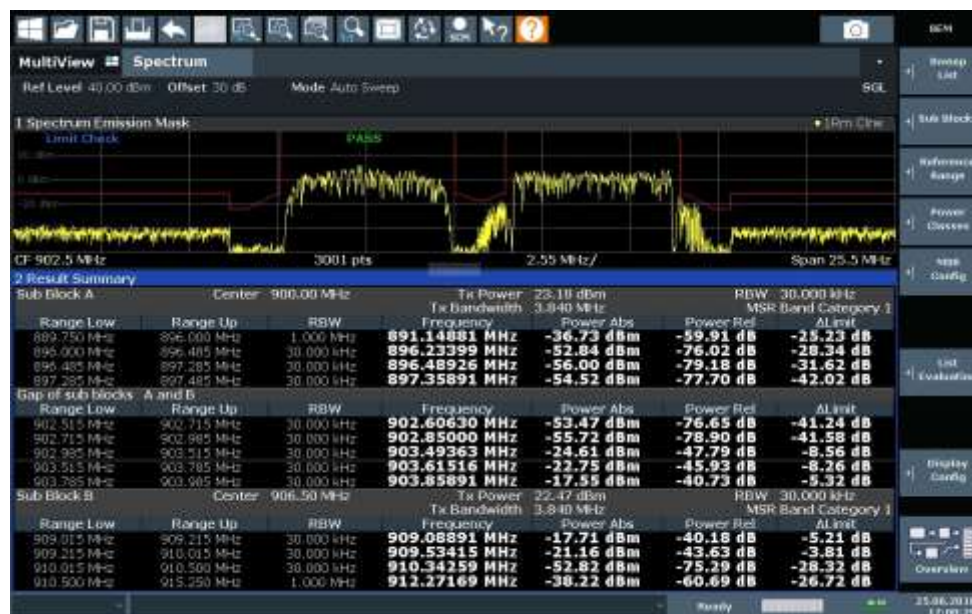 SEM
MultiView Spectrum
Ref Level 40.00 dBm Offset 30 dB Mode Auto Sweep SGL
Sweep List
1 Spectrum Emission Mask 1Rm Clrw
Sub Block
Limit Check PASS
0 dBm
-20 dBm
Reference Range
Power Classes
CF 902.5 MHz 3001 pts 2.55 MHz/ Span 25.5 MHz
MSR Config
2 Result Summary
Sub Block A Center 900.00 MHz Tx Power 23.18 dBm RBW 30.000 kHz
Tx Bandwidth 3.840 MHz MSR Band Category 1
Range Low Range Up RBW Frequency Power Abs Power Rel ΔLimit
889.750 MHz 896.000 MHz 1.000 MHz 891.14881 MHz -36.73 dBm -59.91 dB -25.23 dB
896.000 MHz 896.485 MHz 30.000 kHz 896.23399 MHz -52.84 dBm -76.02 dB -28.34 dB
896.485 MHz 897.285 MHz 30.000 kHz 896.48926 MHz -56.00 dBm -79.18 dB -31.62 dB
897.285 MHz 897.485 MHz 30.000 kHz 897.35891 MHz -54.52 dBm -77.70 dB -42.02 dB
List Evaluation
Gap of sub blocks A and B
Range Low Range Up RBW Frequency Power Abs Power Rel ΔLimit
902.515 MHz 902.715 MHz 30.000 kHz 902.60630 MHz -53.47 dBm -76.65 dB -41.24 dB
902.715 MHz 902.985 MHz 30.000 kHz 902.85000 MHz -55.72 dBm -78.90 dB -41.58 dB
902.985 MHz 903.515 MHz 30.000 kHz 903.49363 MHz -24.61 dBm -47.79 dB -8.56 dB
903.515 MHz 903.785 MHz 30.000 kHz 903.61516 MHz -22.75 dBm -45.93 dB -8.26 dB
903.785 MHz 903.985 MHz 30.000 kHz 903.85891 MHz -17.55 dBm -40.73 dB -5.32 dB
Display Config
Sub Block B Center 906.50 MHz Tx Power 22.47 dBm RBW 30.000 kHz
Tx Bandwidth 3.840 MHz MSR Band Category 1
Range Low Range Up RBW Frequency Power Abs Power Rel ΔLimit
909.015 MHz 909.215 MHz 30.000 kHz 909.08891 MHz -17.71 dBm -40.18 dB -5.21 dB
909.215 MHz 910.015 MHz 30.000 kHz 909.53415 MHz -21.16 dBm -43.63 dB -3.81 dB
910.015 MHz 910.500 MHz 30.000 kHz 910.34259 MHz -52.82 dBm -75.29 dB -28.32 dB
910.500 MHz 915.250 MHz 1.000 MHz 912.27169 MHz -38.22 dBm -60.69 dB -26.72 dB
Overview
Ready